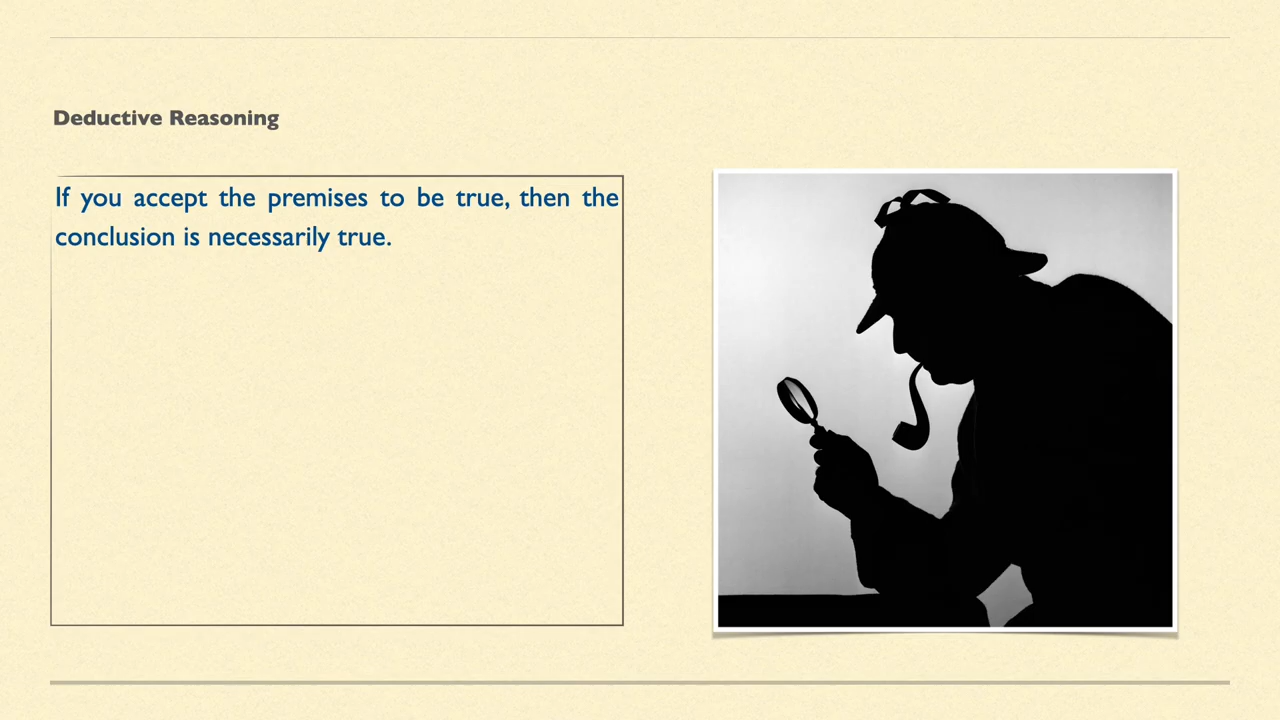 Deductive Reasoning
If you accept the premises to be true, then the
conclusion is necessarily true.